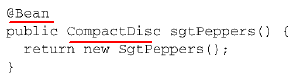 @Bean
public CompactDisc sgtPeppers() {
return new SgtPeppers();
}